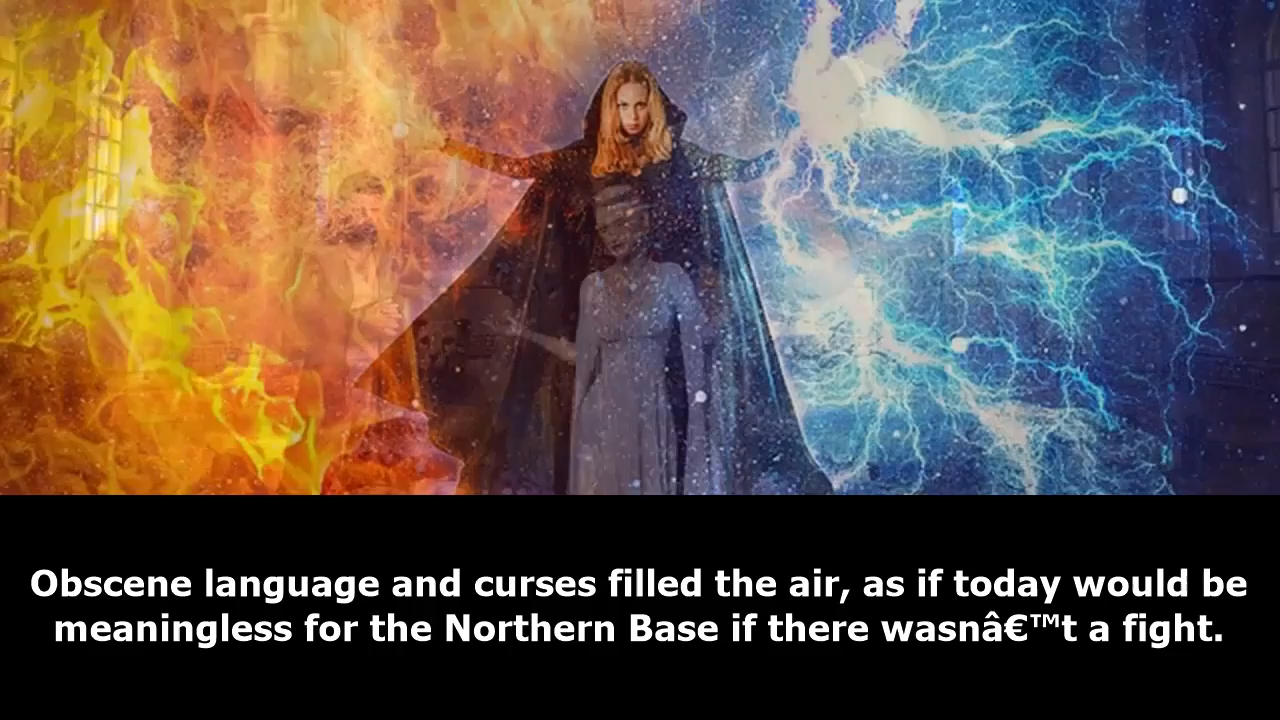 Obscene language and curses filled the air, as if today would be
meaningless for the Northern Base if there wasnâ€™t a fight.